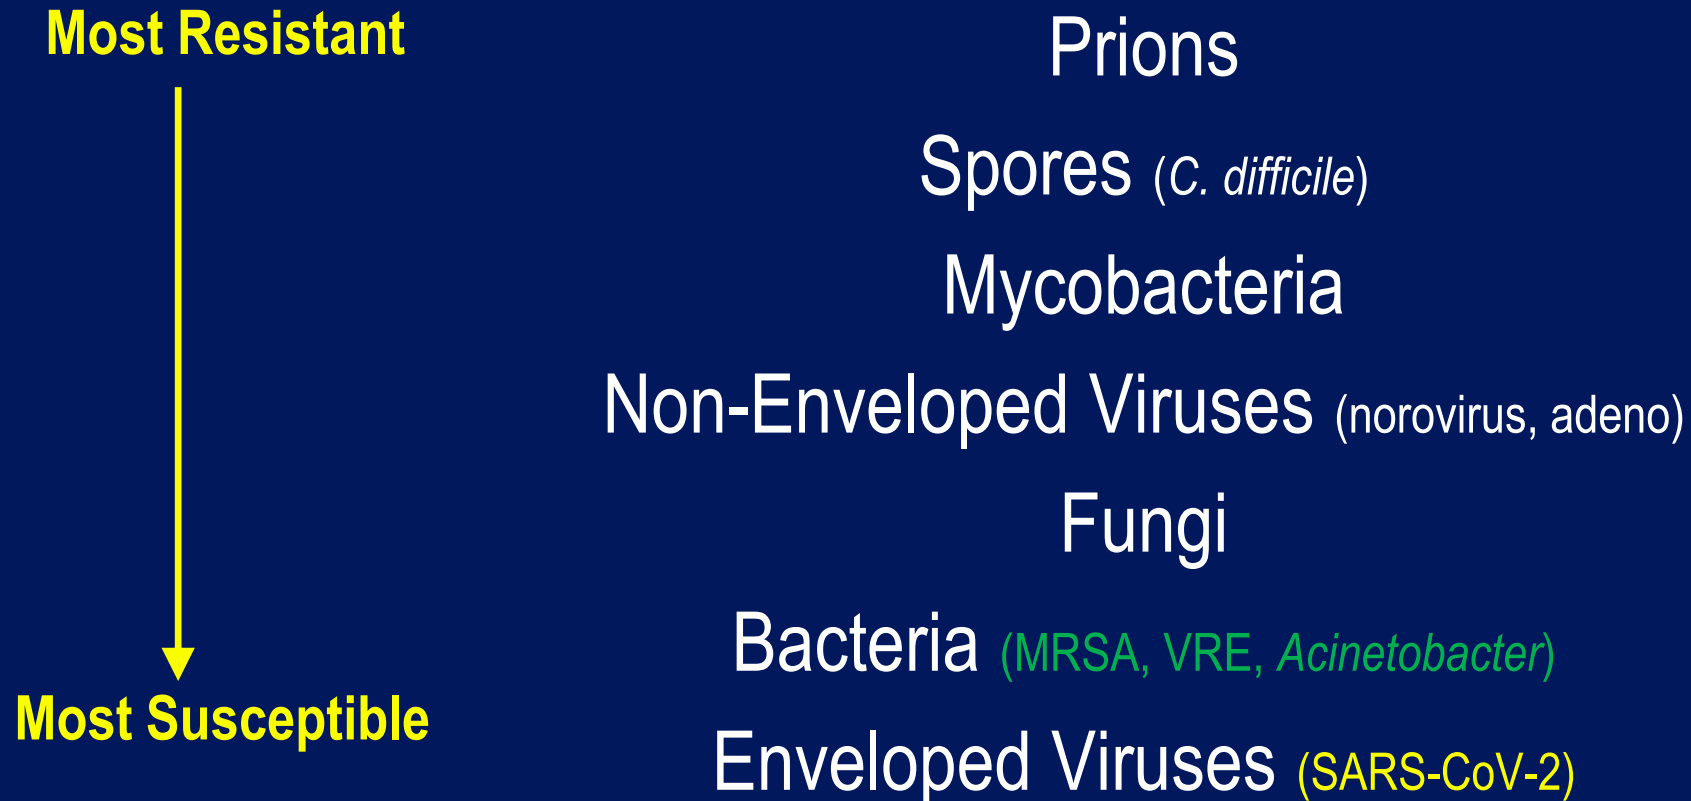 Most Resistant
Prions
Spores (C. difficile)
Mycobacteria
Non-Enveloped Viruses (norovirus, adeno)
Fungi
Bacteria (MRSA, VRE, Acinetobacter)
Most Susceptible
Enveloped Viruses (SARS-CoV-2)